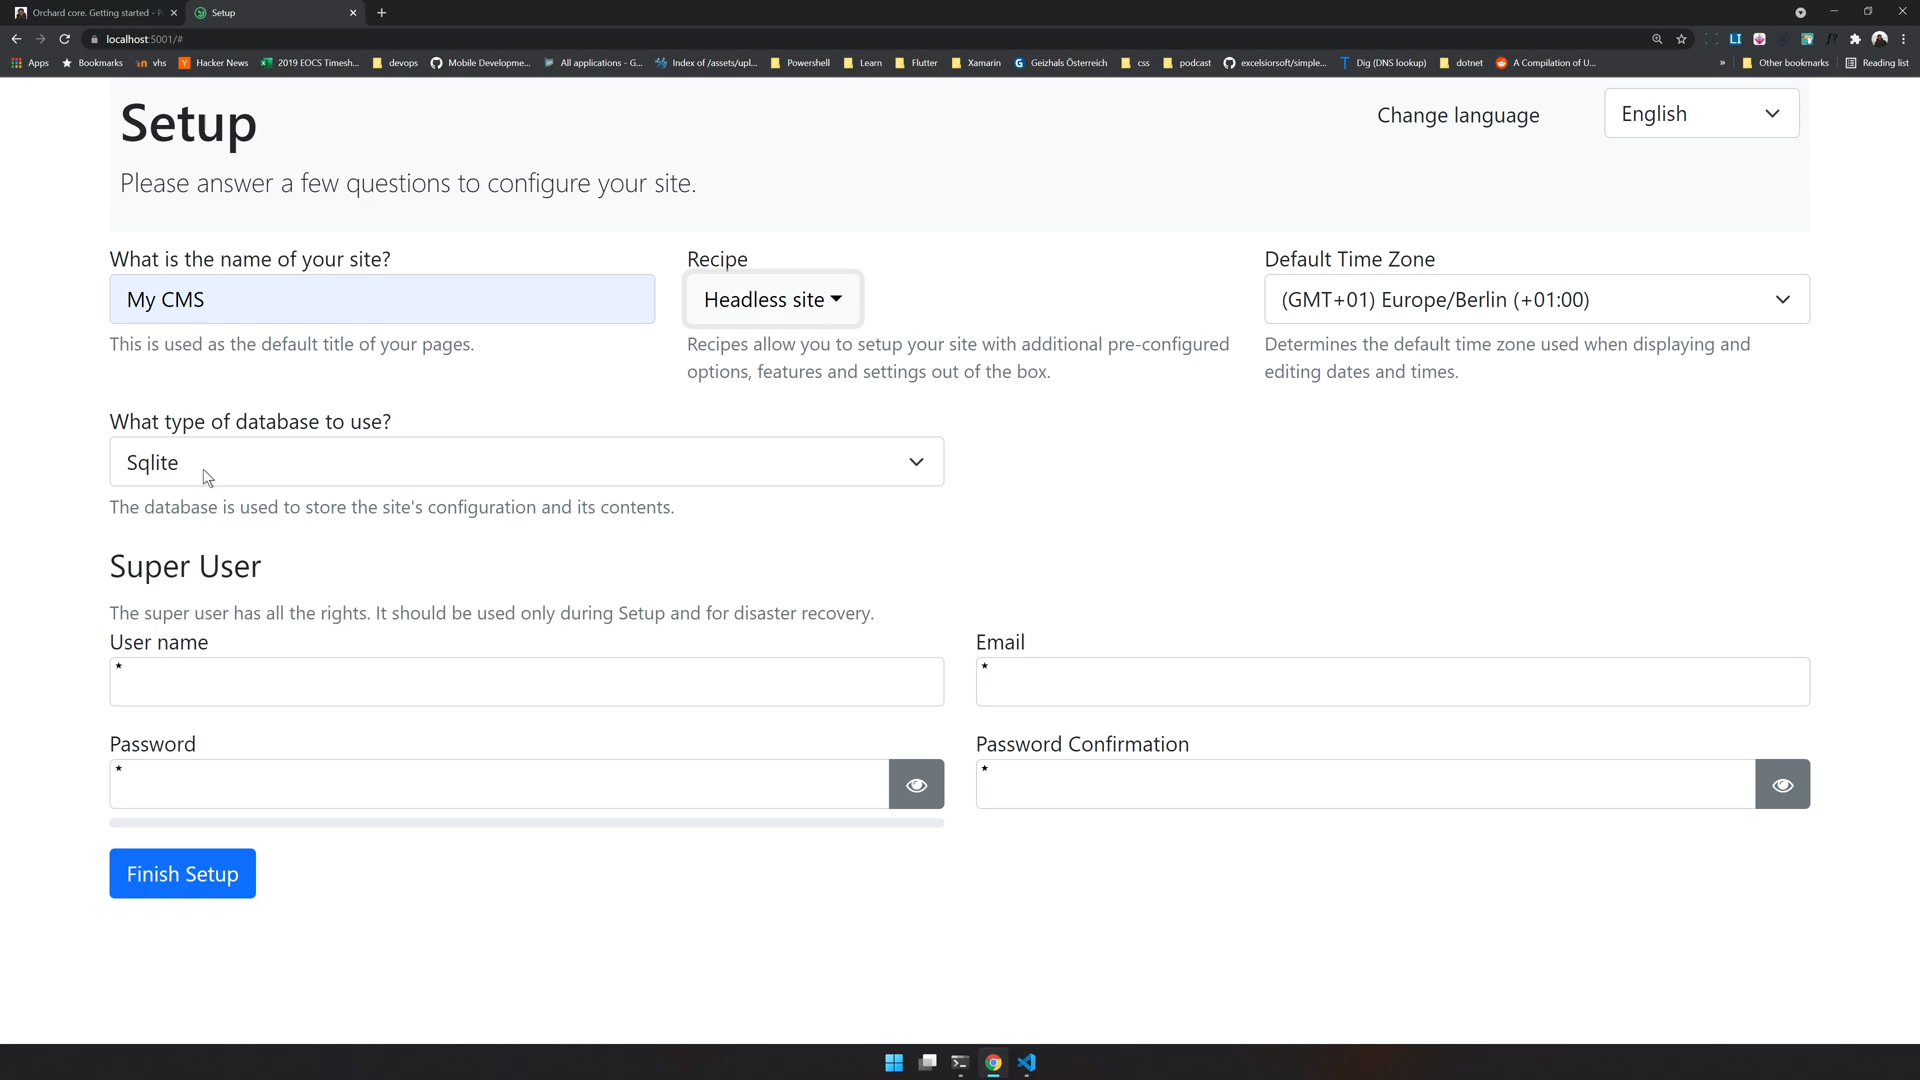 Orchard core. Getting started -
Setup
localhost:5001/#
Apps
Bookmarks
vhs
Hacker News
2019 EOCS Timesh...
devops
Mobile Developme...
All applications - G...
Index of /assets/upl...
Powershell
Learn
Flutter
Xamarin
Geizhals Österreich
css
podcast
excelsiorsoft/simple...
Dig (DNS lookup)
dotnet
A Compilation of U...
»
Other bookmarks
Reading list
Setup
Change language
English
Please answer a few questions to configure your site.
What is the name of your site?
My CMS
This is used as the default title of your pages.
Recipe
Headless site
Recipes allow you to setup your site with additional pre-configured
options, features and settings out of the box.
Default Time Zone
(GMT+01) Europe/Berlin (+01:00)
Determines the default time zone used when displaying and
editing dates and times.
What type of database to use?
Sqlite
The database is used to store the site's configuration and its contents.
Super User
The super user has all the rights. It should be used only during Setup and for disaster recovery.
User name
*
Email
*
Password
*
Password Confirmation
*
Finish Setup